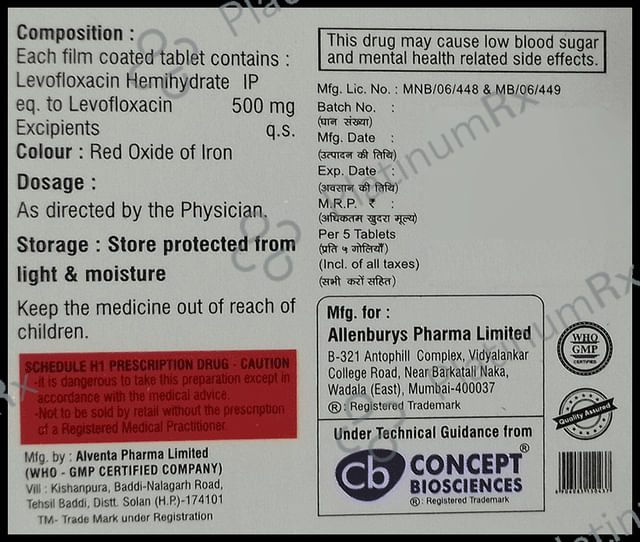 Composition :
Each film coated tablet contains :
Levofloxacin Hemihydrate IP
eq. to Levofloxacin 500 mg
Excipients q.s.
Colour : Red Oxide of Iron
Dosage :
As directed by the Physician.
Storage : Store protected from
light & moisture
Keep the medicine out of reach of
children.
SCHEDULE H1 PRESCRIPTION DRUG - CAUTION
-it is dangerous to take this preparation except in
accordance with the medical advice.
-Not to be sold by retail without the prescription
of a Registered Medical Practitioner.
Mfg. by : Alventa Pharma Limited
(WHO - GMP CERTIFIED COMPANY)
Vill : Kishanpura, Baddi-Nalagarh Road,
Tehsil Baddi, Distt. Solan (H.P.)-174101
TM- Trade Mark under Registration
This drug may cause low blood sugar
and mental health related side effects.
Mfg. Lic. No. : MNB/06/448 & MB/06/449
Batch No. :
(घान संख्या)
Mfg. Date :
(उत्पादन की तिथि)
Exp. Date :
(अवसान की तिथि)
M.R.P. ₹ :
(अधिकतम खुदरा मूल्य)
Per 5 Tablets
(प्रति ५ गोलियाँ)
(Incl. of all taxes)
(सभी करों सहित)
Mfg. for :
Allenburys Pharma Limited
B-321 Antophill Complex, Vidyalankar
College Road, Near Barkatali Naka,
Wadala (East), Mumbai-400037
®: Registered Trademark
Under Technical Guidance from
cb CONCEPT®
BIOSCIENCES
®: Registered Trademark
WHO
GMP
CERTIFIED
Quality Assured
PlatinumRx